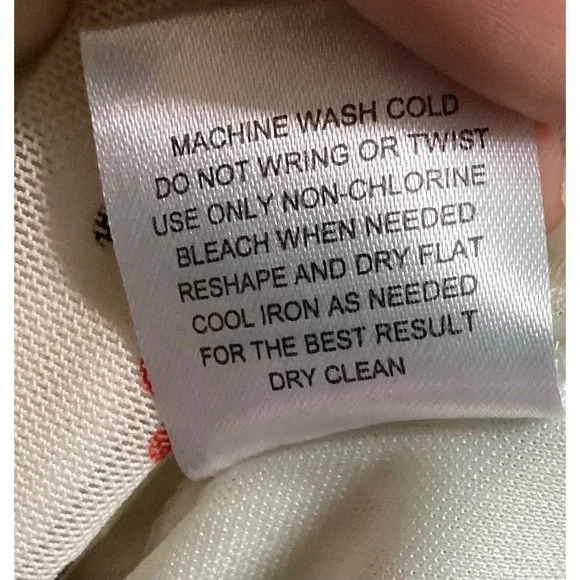 MACHINE WASH COLD
DO NOT WRING OR TWIST
USE ONLY NON-CHLORINE
BLEACH WHEN NEEDED
RESHAPE AND DRY FLAT
COOL IRON AS NEEDED
FOR THE BEST RESULT
DRY CLEAN